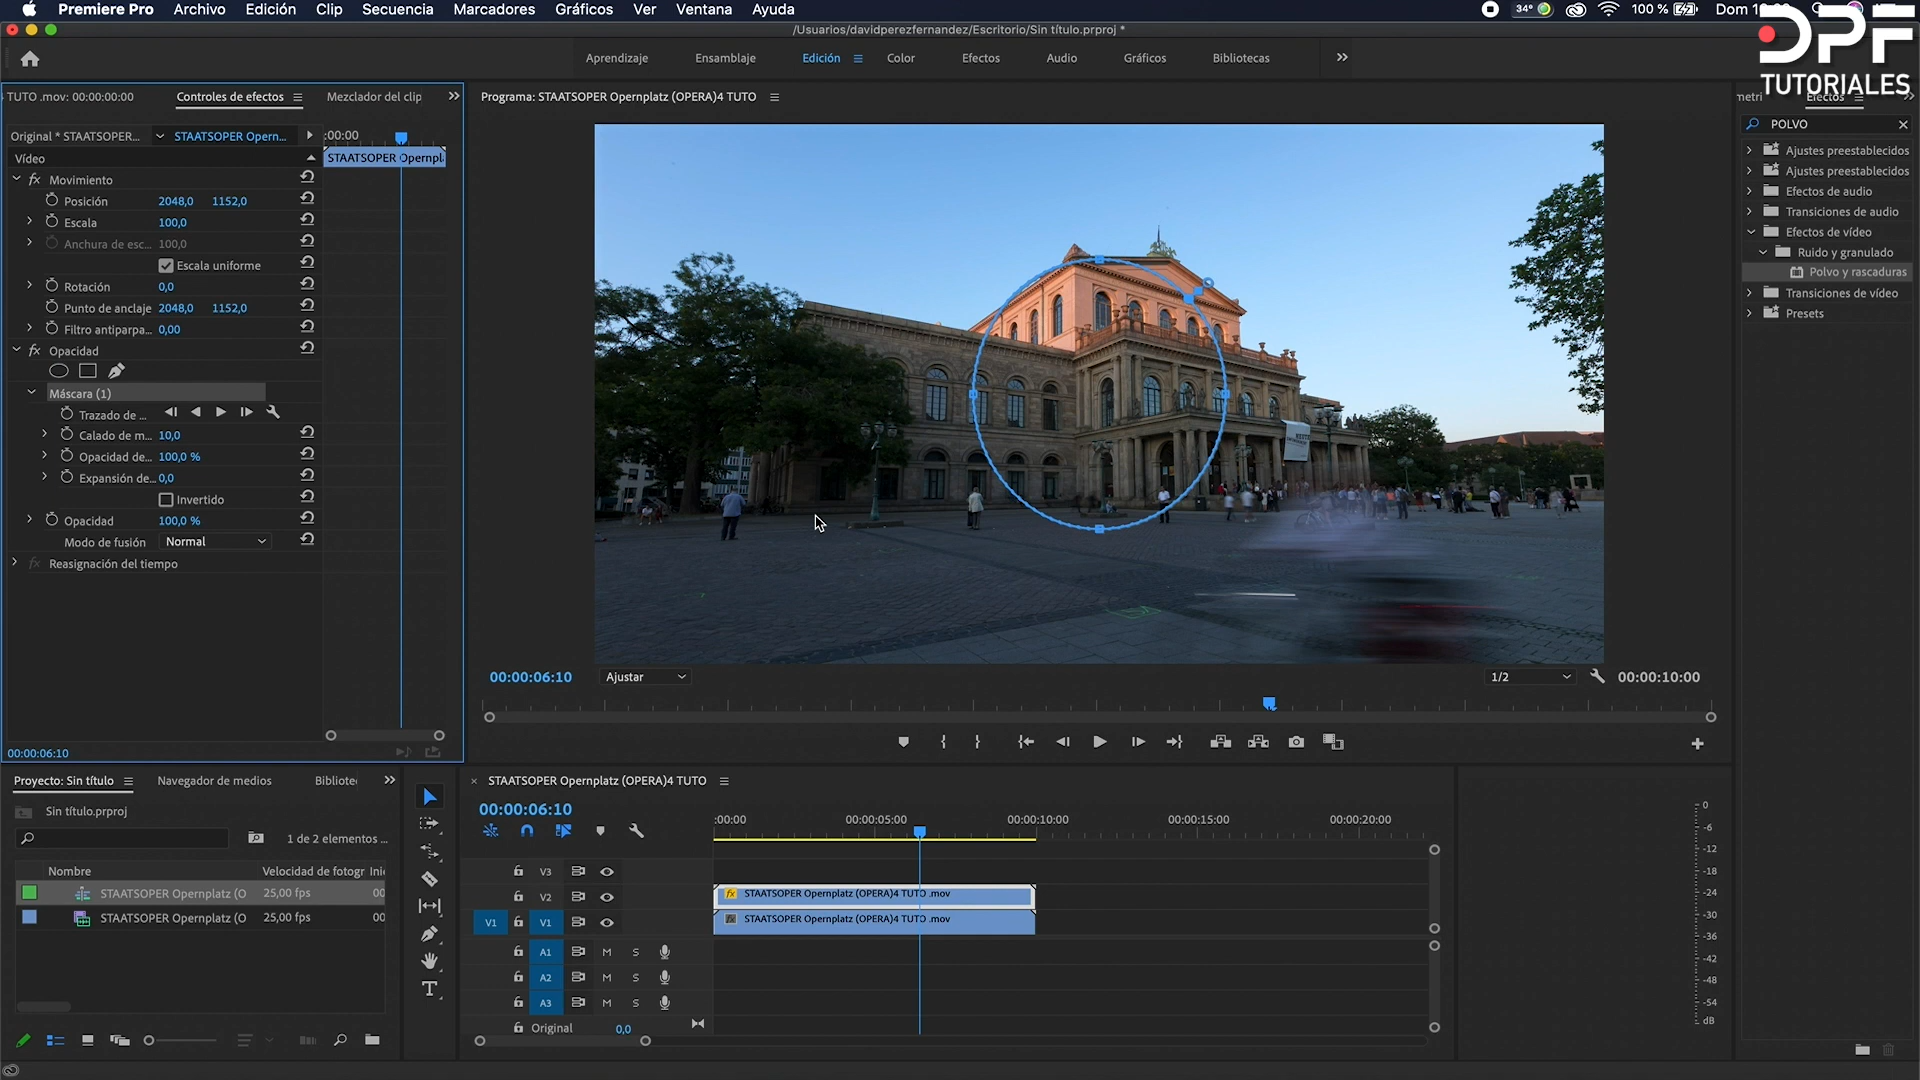 Premiere Pro Archivo Edición Clip Secuencia Marcadores Gráficos Ver Ventana Ayuda
34° 100 % Dom
/Usuarios/davidperezfernandez/Escritorio/Sin título.prproj *
DPF
TUTORIALES
Aprendizaje Ensamblaje Edición Color Efectos Audio Gráficos Bibliotecas
TUTO .mov: 00:00:00:00 Controles de efectos Mezclador del clip
Original * STAATSOPER... STAATSOPER Opern... :00:00
Vídeo STAATSOPER Opernpl
fx Movimiento
Posición 2048,0 1152,0
Escala 100,0
Anchura de esc... 100,0
Escala uniforme
Rotación 0,0
Punto de anclaje 2048,0 1152,0
Filtro antiparpa... 0,00
fx Opacidad
Máscara (1)
Trazado de ...
Calado de m... 10,0
Opacidad de... 100,0 %
Expansión de... 0,0
Invertido
Opacidad 100,0 %
Modo de fusión Normal
fx Reasignación del tiempo
00:00:06:10
Programa: STAATSOPER Opernplatz (OPERA)4 TUTO
HEUTE
00:00:06:10 Ajustar 1/2 00:00:10:00
metri Efectos
POLVO
Ajustes preestablecidos
Ajustes preestablecidos
Efectos de audio
Transiciones de audio
Efectos de vídeo
Ruido y granulado
Polvo y rascaduras
Transiciones de vídeo
Presets
Proyecto: Sin título Navegador de medios Bibliote
Sin título.prproj
1 de 2 elementos ...
Nombre Velocidad de fotogr Ini
STAATSOPER Opernplatz (O 25,00 fps 00
STAATSOPER Opernplatz (O 25,00 fps 00
× STAATSOPER Opernplatz (OPERA)4 TUTO
00:00:06:10
:00:00 00:00:05:00 00:00:10:00 00:00:15:00 00:00:20:00
V3
V2 fx STAATSOPER Opernplatz (OPERA)4 TUTO .mov
V1 V1 fx STAATSOPER Opernplatz (OPERA)4 TUTO .mov
A1 M S
A2 M S
A3 M S
Original 0,0
0
-6
-12
-18
-24
-30
-36
-42
-48
-54
dB